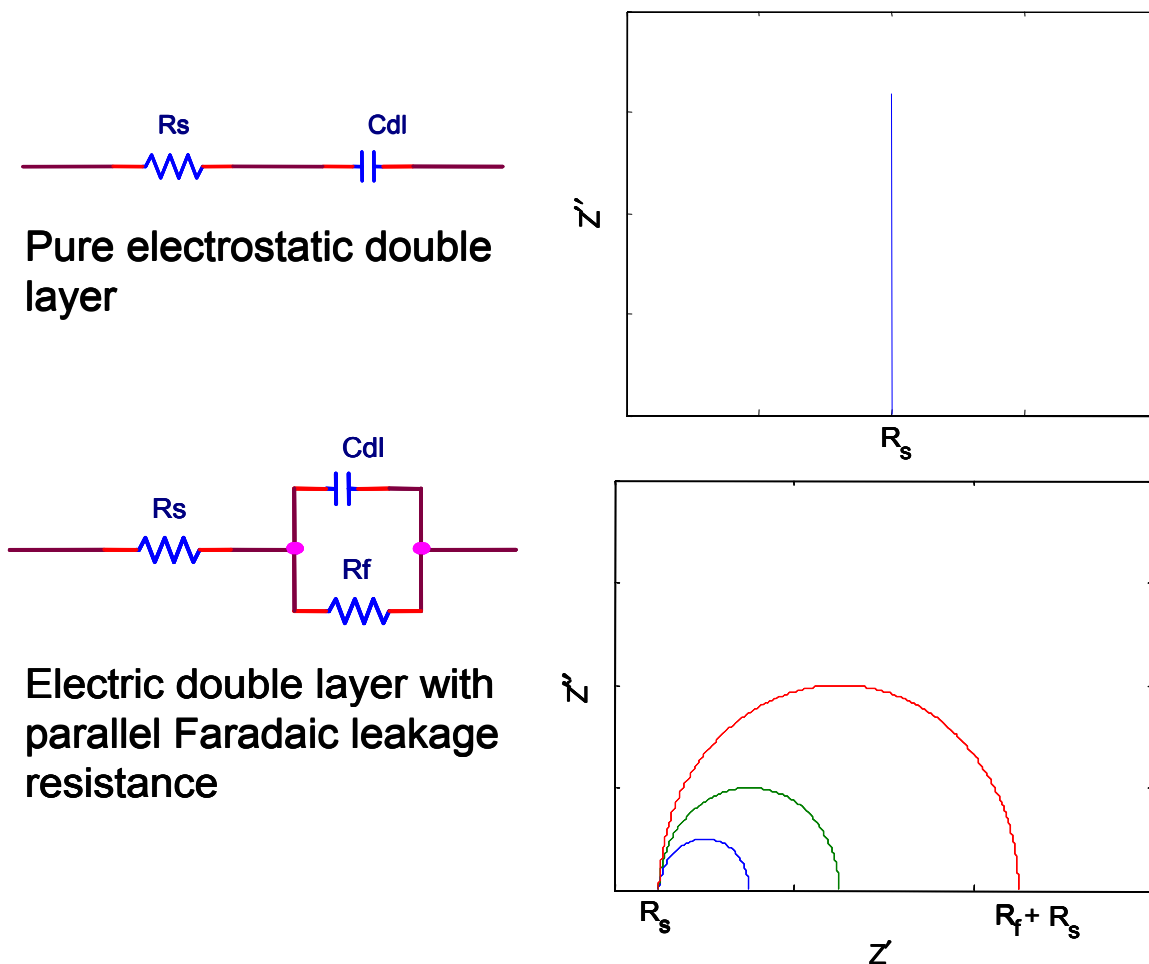 Rs
Cdl
Pure electrostatic double
layer
Z''
Rs
Cdl
Rs
Rf
Electric double layer with
parallel Faradaic leakage
resistance
Z''
Rs
Rf + Rs
Z'